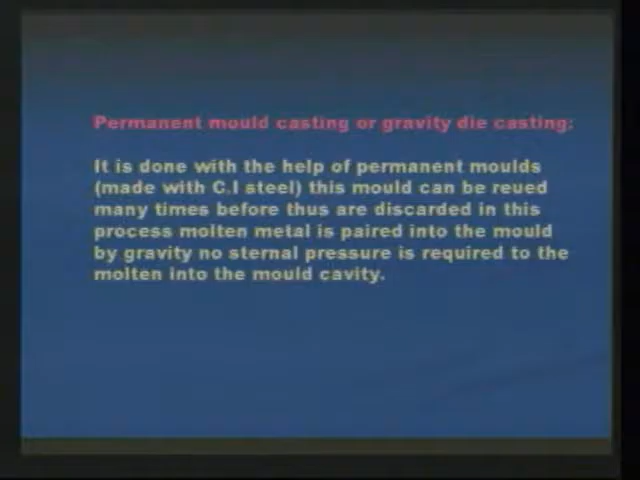 Permanent mould casting or gravity die casting:
It is done with the help of permanent moulds
(made with C.I steel) this mould can be reued
many times before thus are discarded in this
process molten metal is paired into the mould
by gravity no sternal pressure is required to the
molten into the mould cavity.